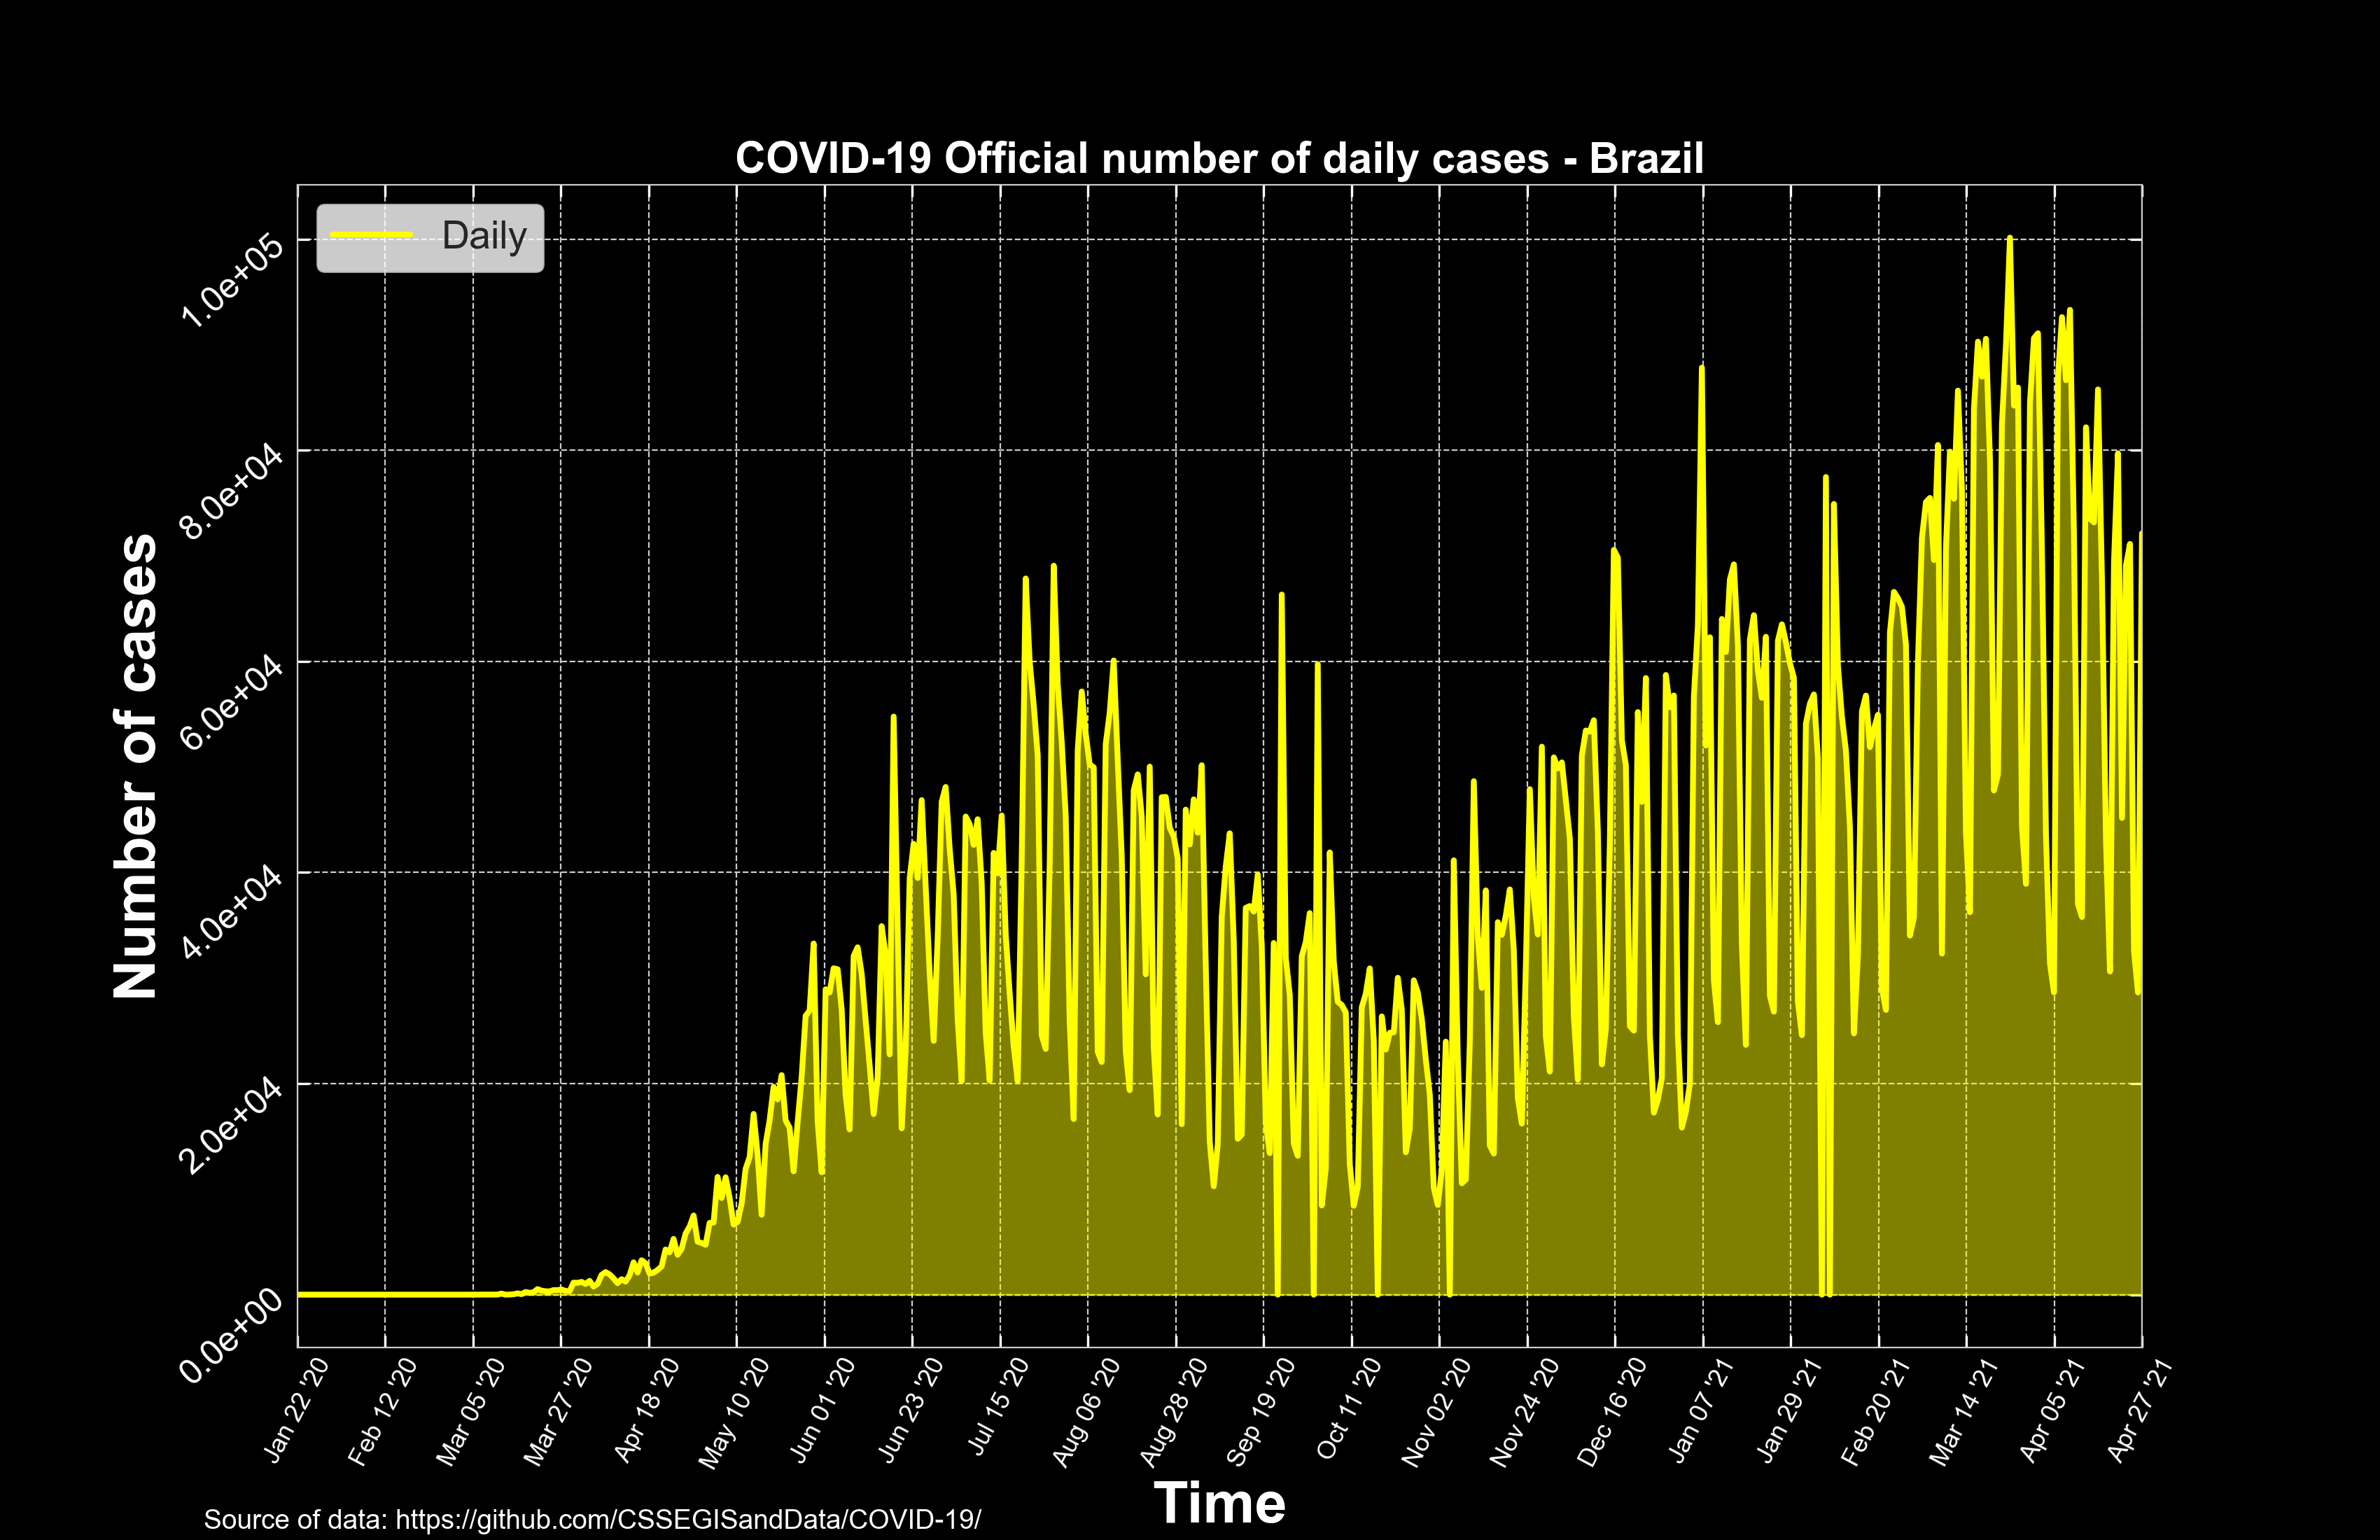 COVID-19 Official number of daily cases - Brazil
Daily
Number of cases
1.0e+05
8.0e+04
6.0e+04
4.0e+04
2.0e+04
0.0e+00
Jan 22 '20
Feb 12 '20
Mar 05 '20
Mar 27 '20
Apr 18 '20
May 10 '20
Jun 01 '20
Jun 23 '20
Jul 15 '20
Aug 06 '20
Aug 28 '20
Sep 19 '20
Oct 11 '20
Nov 02 '20
Nov 24 '20
Dec 16 '20
Jan 07 '21
Jan 29 '21
Feb 20 '21
Mar 14 '21
Apr 05 '21
Apr 27 '21
Time
Source of data: https://github.com/CSSEGISandData/COVID-19/